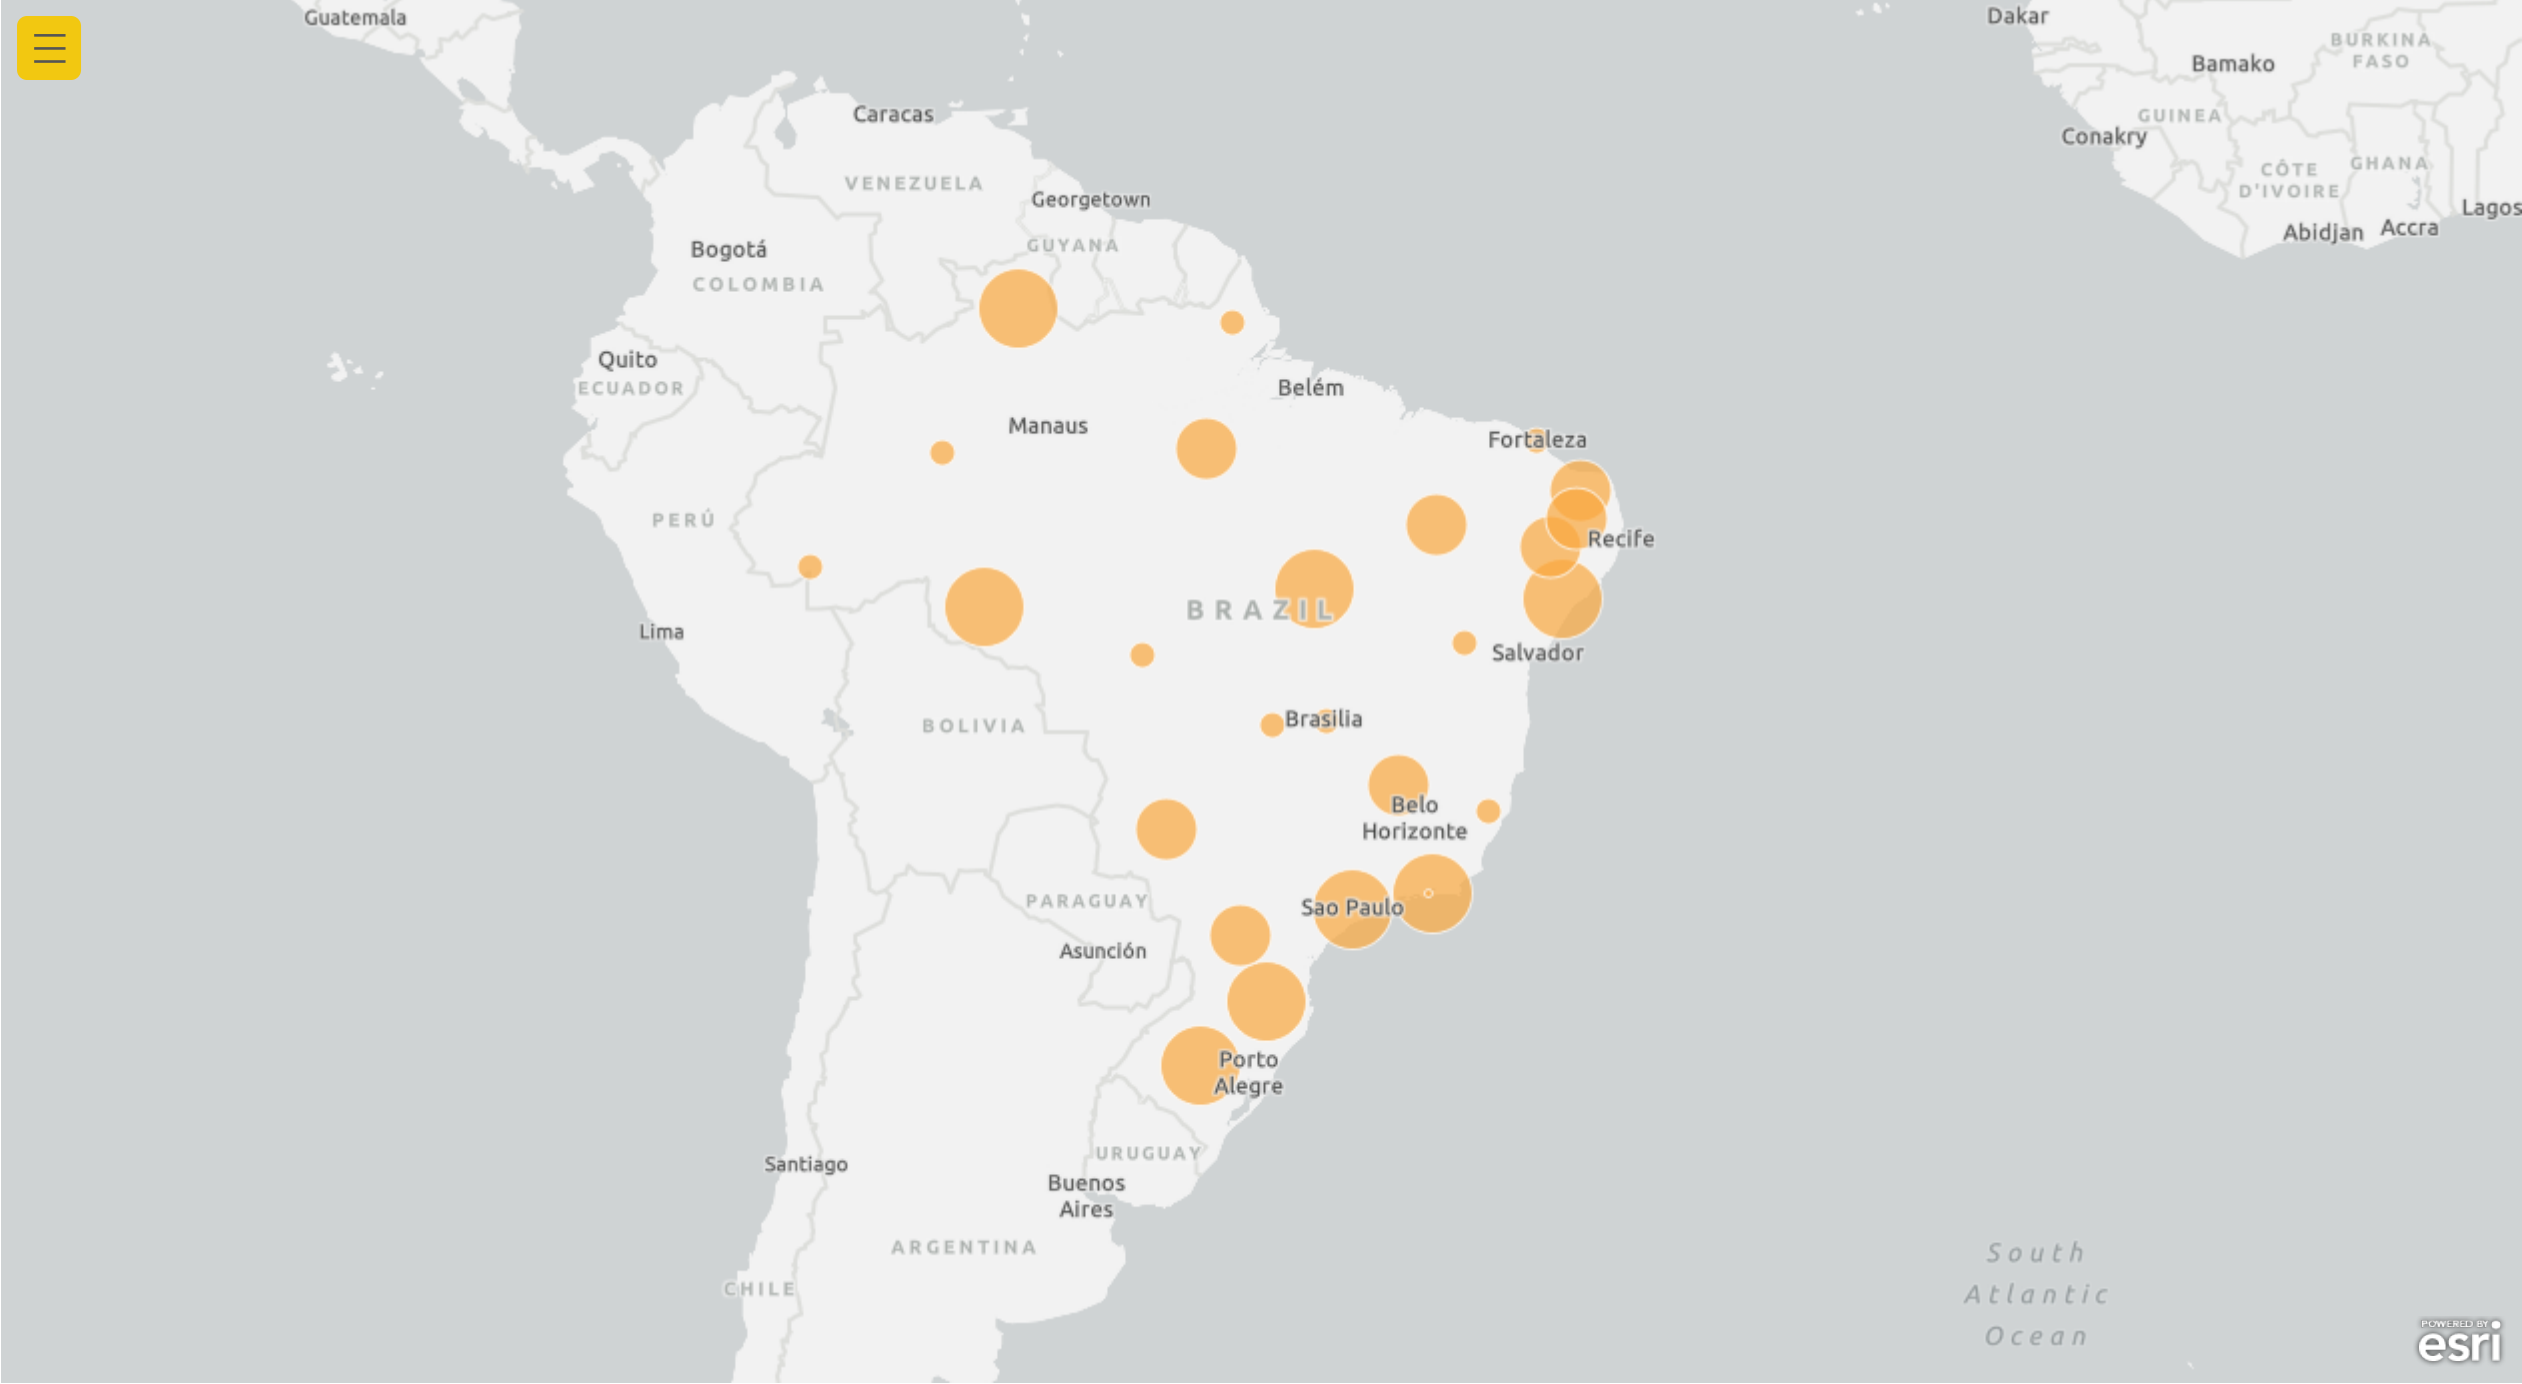 Guatemala
Dakar
BURKINA
FASO
Bamako
Caracas
GUINEA
Conakry
VENEZUELA
CÔTE
D'IVOIRE
GHANA
Georgetown
Lagos
Abidjan
Accra
Bogotá
GUYANA
COLOMBIA
Quito
ECUADOR
Belém
Manaus
Fortaleza
PERÚ
Recife
BRAZIL
Lima
Salvador
BOLIVIA
Brasilia
Belo
Horizonte
PARAGUAY
Sao Paulo
Asunción
Porto
Alegre
URUGUAY
Santiago
Buenos
Aires
ARGENTINA
CHILE
South
Atlantic
Ocean
POWERED BY
esri